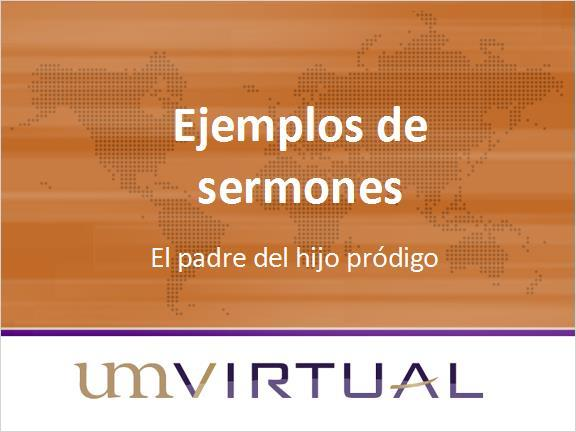 Ejemplos de
sermones
El padre del hijo pródigo
umVIRTUAL